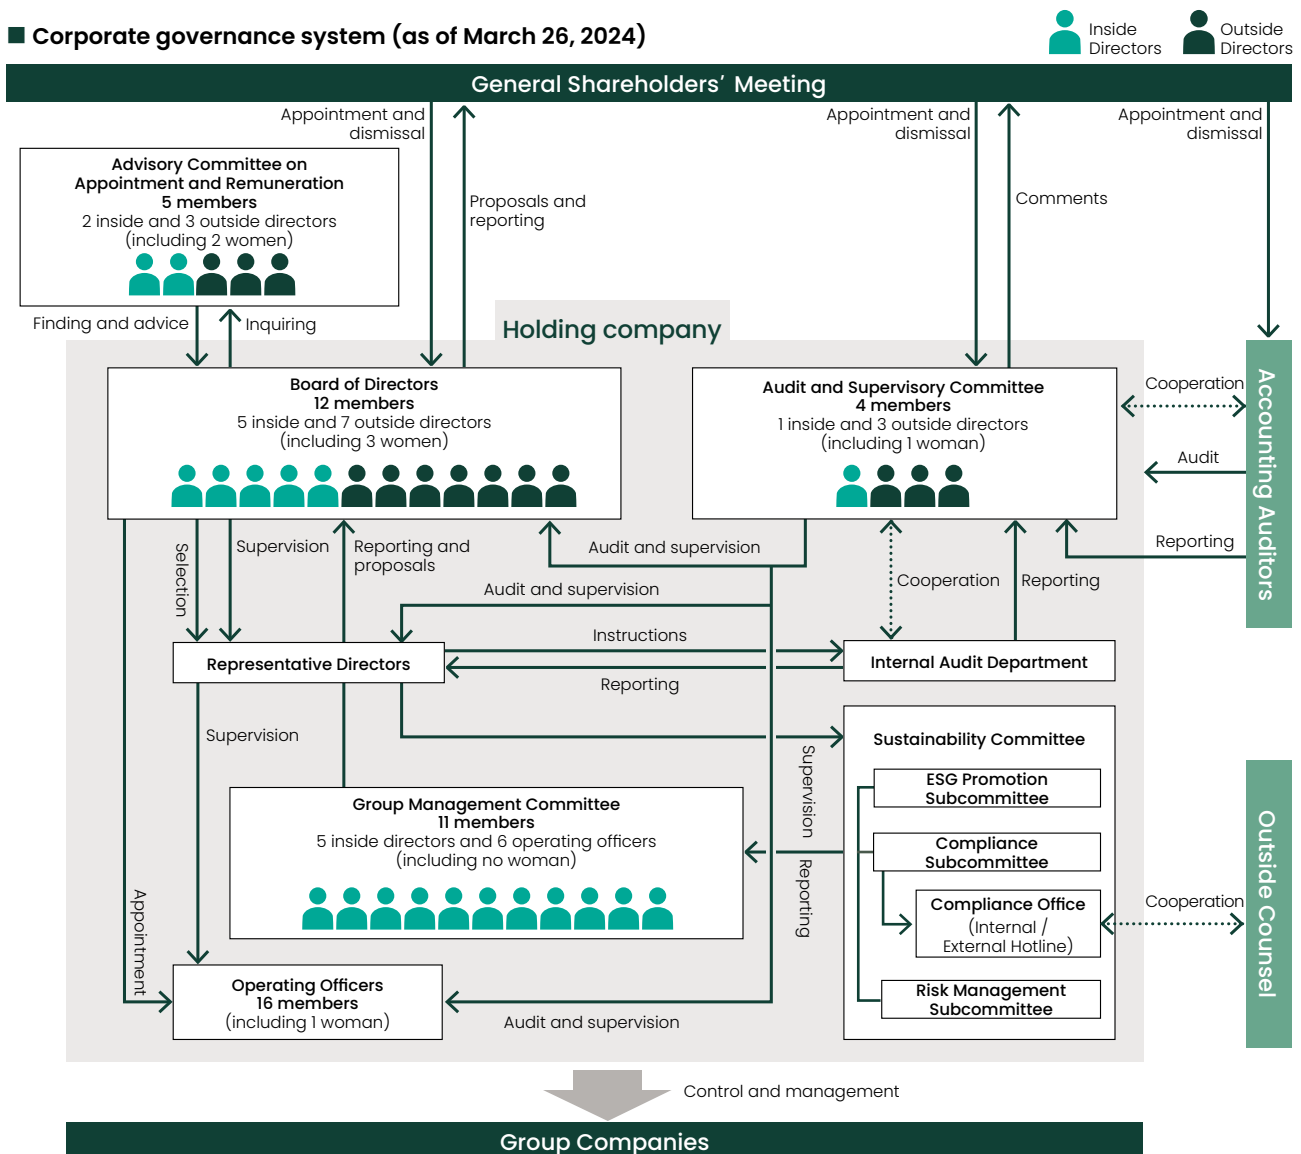 Corporate governance system (as of March 26, 2024)
Inside
Directors
Outside
Directors
General Shareholders' Meeting
Appointment and
dismissal
Proposals and
reporting
Appointment and
dismissal
Comments
Appointment and
dismissal
Advisory Committee on
Appointment and Remuneration
5 members
2 inside and 3 outside directors
(including 2 women)
Finding and advice
Inquiring
Holding company
Board of Directors
12 members
5 inside and 7 outside directors
(including 3 women)
Audit and Supervisory Committee
4 members
1 inside and 3 outside directors
(including 1 woman)
Cooperation
Audit
Reporting
Accounting Auditors
Selection
Supervision
Reporting and
proposals
Audit and supervision
Audit and supervision
Cooperation
Reporting
Instructions
Reporting
Representative Directors
Internal Audit Department
Supervision
Supervision
Reporting
Sustainability Committee
ESG Promotion
Subcommittee
Compliance
Subcommittee
Compliance Office
(Internal /
External Hotline)
Risk Management
Subcommittee
Cooperation
Outside Counsel
Group Management Committee
11 members
5 inside directors and 6 operating officers
(including no woman)
Appointment
Operating Officers
16 members
(including 1 woman)
Audit and supervision
Control and management
Group Companies